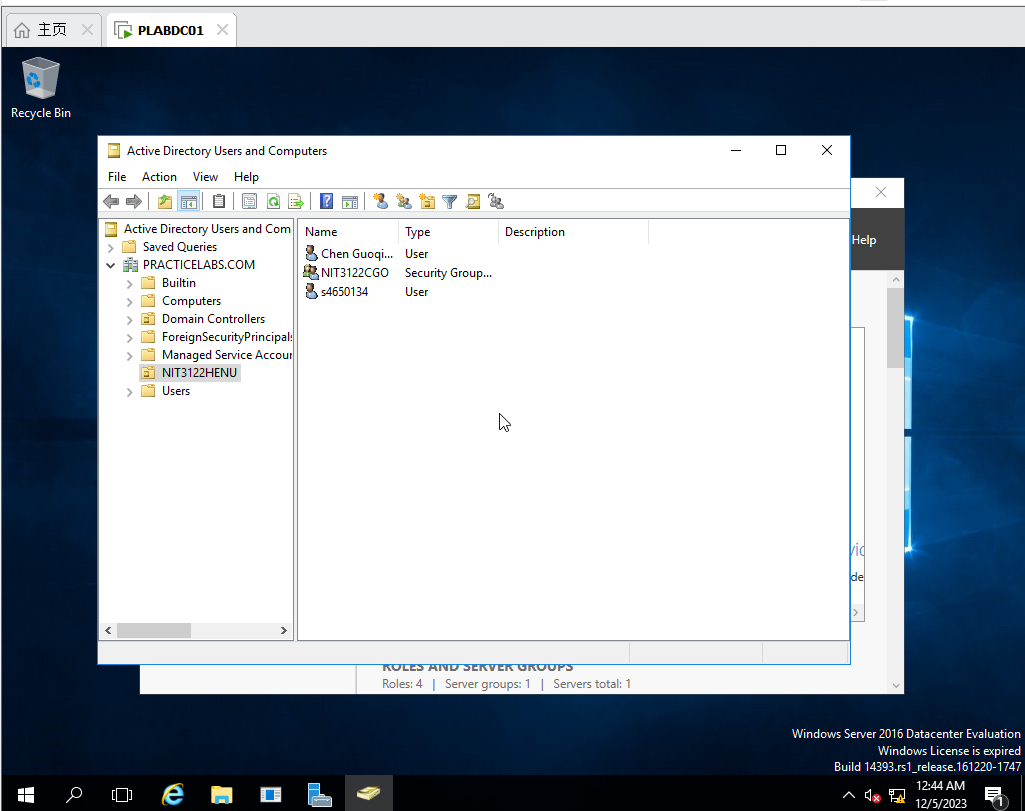 主页
PLABDC01
Recycle Bin
Active Directory Users and Computers
File Action View Help
Help
Active Directory Users and Com
Saved Queries
PRACTICELABS.COM
Builtin
Computers
Domain Controllers
ForeignSecurityPrincipals
Managed Service Accour
NIT3122HENU
Users
Name Type Description
Chen Guoqi... User
NIT3122CGO Security Group...
s4650134 User
vic
de
ROLES AND SERVER GROUPS
Roles: 4 | Server groups: 1 | Servers total: 1
Windows Server 2016 Datacenter Evaluation
Windows License is expired
Build 14393.rs1_release.161220-1747
12:44 AM
12/5/2023
1